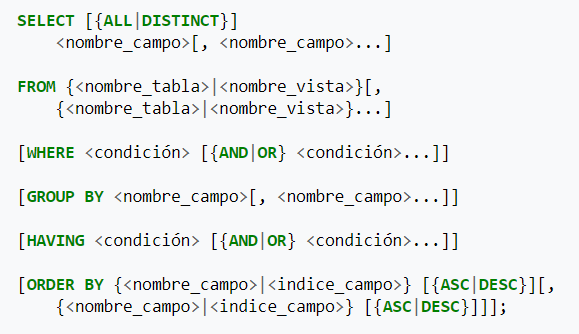 SELECT [{ALL|DISTINCT}]
<nombre_campo>[, <nombre_campo>...]
FROM {<nombre_tabla>|<nombre_vista>}[,
{<nombre_tabla>|<nombre_vista>}...]
[WHERE <condición> [{AND|OR} <condición>...]]
[GROUP BY <nombre_campo>[, <nombre_campo>...]]
[HAVING <condición> [{AND|OR} <condición>...]]
[ORDER BY {<nombre_campo>|<indice_campo>} [{ASC|DESC}][,
{<nombre_campo>|<indice_campo>} [{ASC|DESC}]]];